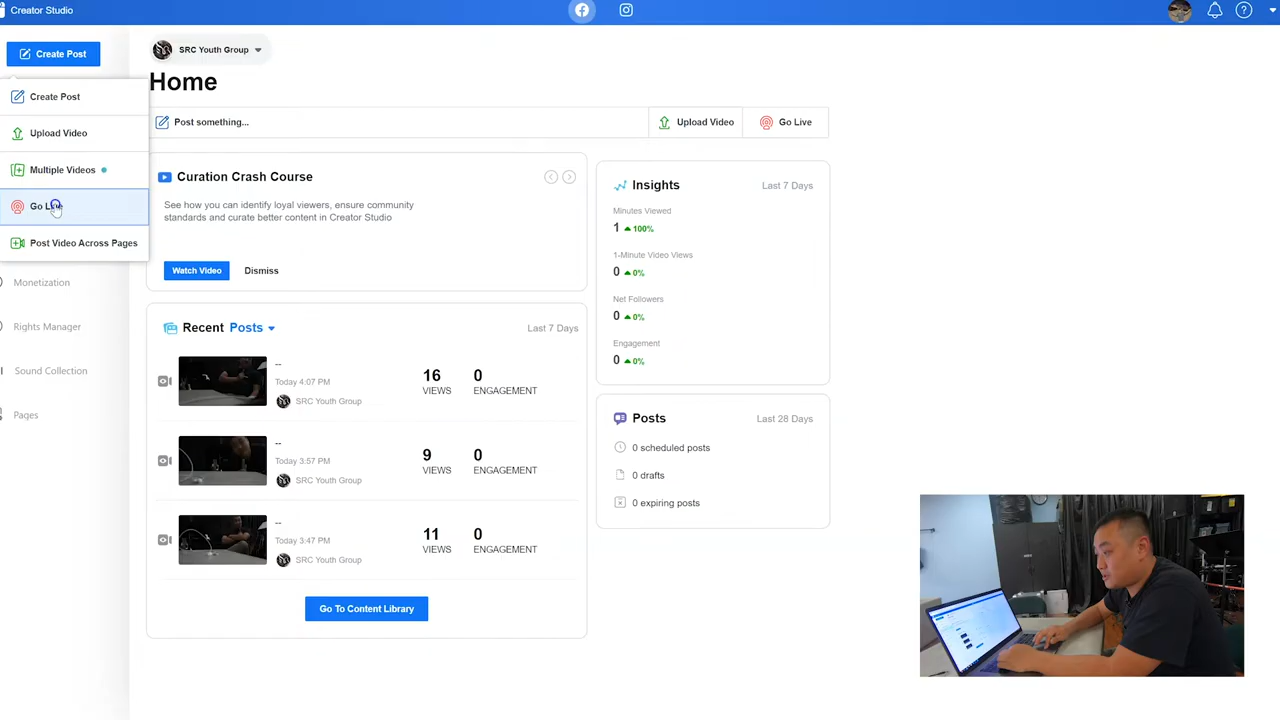 Creator Studio
Create Post
SRC Youth Group
Home
Create Post
Upload Video
Multiple Videos
Go Live
Post Video Across Pages
Monetization
Rights Manager
Sound Collection
Pages
Post something...
Upload Video
Go Live
Curation Crash Course
See how you can identify loyal viewers, ensure community
standards and curate better content in Creator Studio
Watch Video
Dismiss
Recent Posts
Last 7 Days
--
Today 4:07 PM
SRC Youth Group
16
VIEWS
0
ENGAGEMENT
--
Today 3:57 PM
SRC Youth Group
9
VIEWS
0
ENGAGEMENT
--
Today 3:47 PM
SRC Youth Group
11
VIEWS
0
ENGAGEMENT
Go To Content Library
Insights
Last 7 Days
Minutes Viewed
1 100%
1-Minute Video Views
0 0%
Net Followers
0 0%
Engagement
0 0%
Posts
Last 28 Days
0 scheduled posts
0 drafts
0 expiring posts